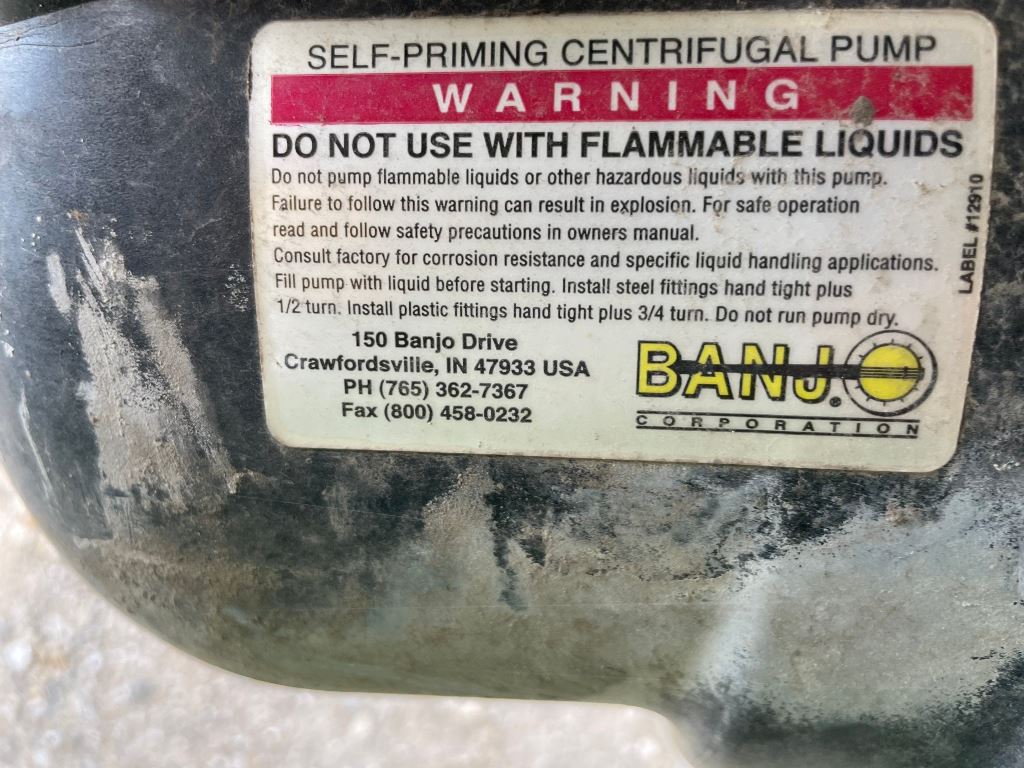 SELF-PRIMING CENTRIFUGAL PUMP
WARNING
DO NOT USE WITH FLAMMABLE LIQUIDS
Do not pump flammable liquids or other hazardous liquids with this pump.
Failure to follow this warning can result in explosion. For safe operation
read and follow safety precautions in owners manual.
Consult factory for corrosion resistance and specific liquid handling applications.
Fill pump with liquid before starting. Install steel fittings hand tight plus
1/2 turn. Install plastic fittings hand tight plus 3/4 turn. Do not run pump dry.
LABEL #12910
150 Banjo Drive
Crawfordsville, IN 47933 USA
PH (765) 362-7367
Fax (800) 458-0232
BANJO®
CORPORATION